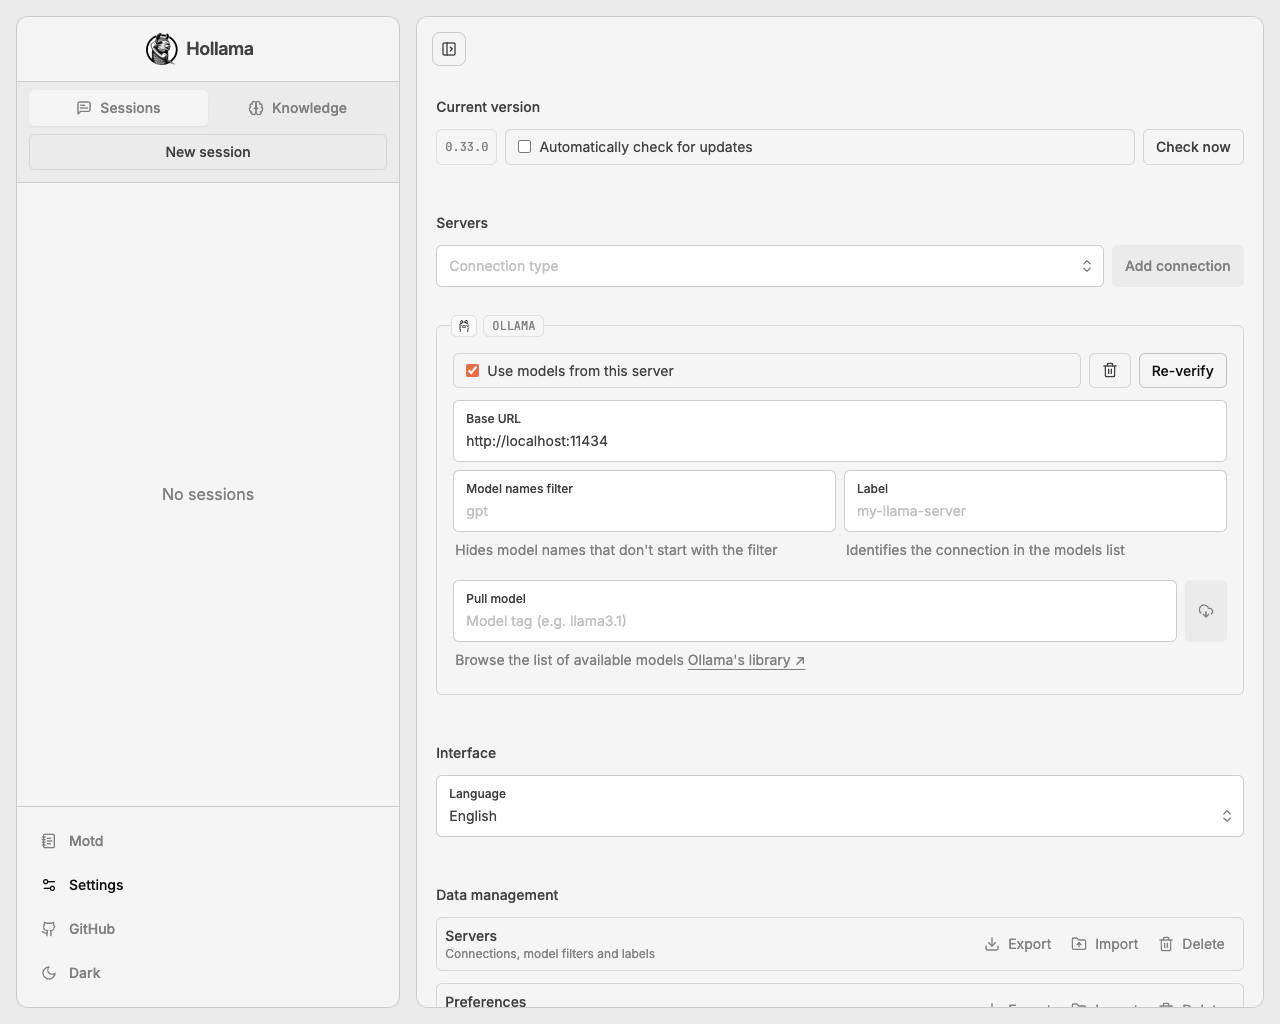 Hollama
Sessions
Knowledge
New session
No sessions
Motd
Settings
GitHub
Dark
Current version
0.33.0
Automatically check for updates
Check now
Servers
Connection type
Add connection
OLLAMA
Use models from this server
Re-verify
Base URL
http://localhost:11434
Model names filter
gpt
Hides model names that don't start with the filter
Label
my-llama-server
Identifies the connection in the models list
Pull model
Model tag (e.g. llama3.1)
Browse the list of available models Ollama's library ↗
Interface
Language
English
Data management
Servers
Connections, model filters and labels
Export
Import
Delete
Preferences